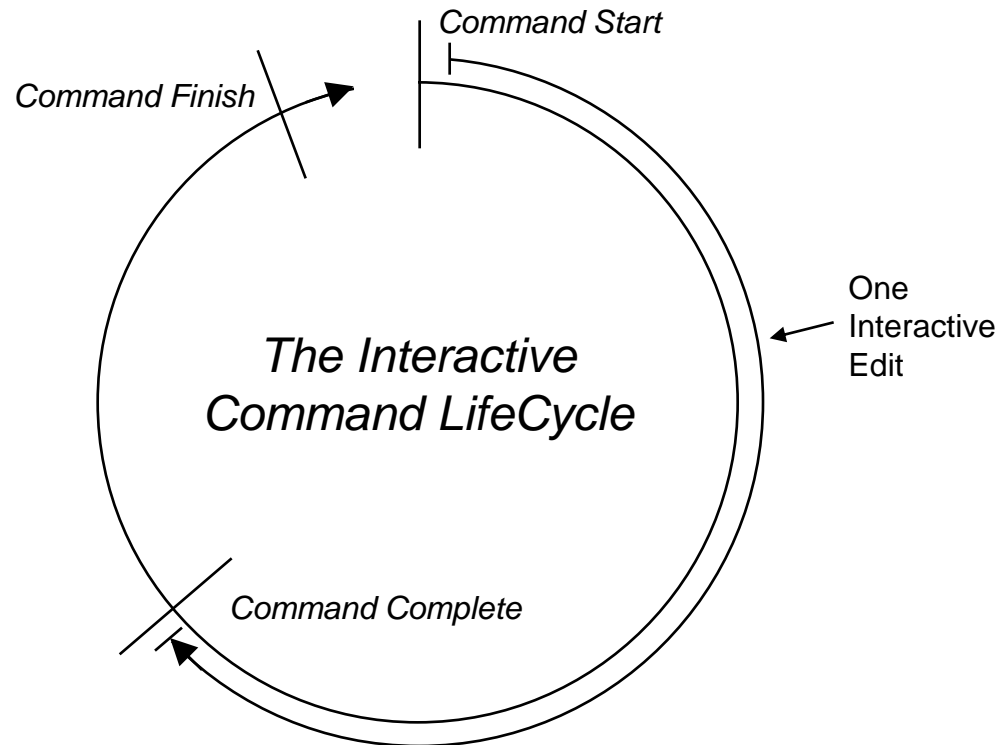 Command Start
Command Finish
One
Interactive
Edit
The Interactive
Command LifeCycle
Command Complete